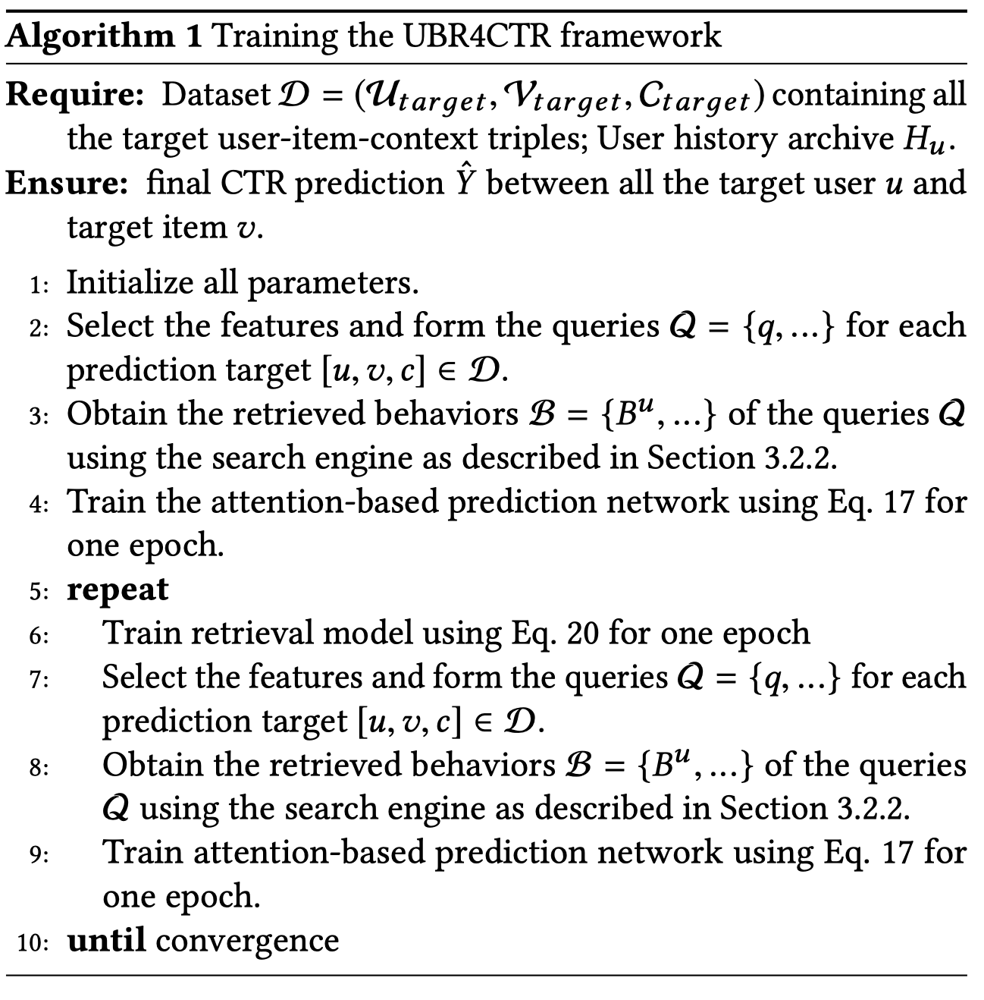 Algorithm 1 Training the UBR4CTR framework
Require: Dataset 𝒟 = (𝒰_target, 𝒱_target, 𝒞_target) containing all
the target user-item-context triples; User history archive H_u.
Ensure: final CTR prediction Ŷ between all the target user u and
target item v.
1: Initialize all parameters.
2: Select the features and form the queries 𝒬 = {q, ...} for each
prediction target [u, v, c] ∈ 𝒟.
3: Obtain the retrieved behaviors ℬ = {B^u, ...} of the queries 𝒬
using the search engine as described in Section 3.2.2.
4: Train the attention-based prediction network using Eq. 17 for
one epoch.
5: repeat
6: Train retrieval model using Eq. 20 for one epoch
7: Select the features and form the queries 𝒬 = {q, ...} for each
prediction target [u, v, c] ∈ 𝒟.
8: Obtain the retrieved behaviors ℬ = {B^u, ...} of the queries
𝒬 using the search engine as described in Section 3.2.2.
9: Train attention-based prediction network using Eq. 17 for
one epoch.
10: until convergence